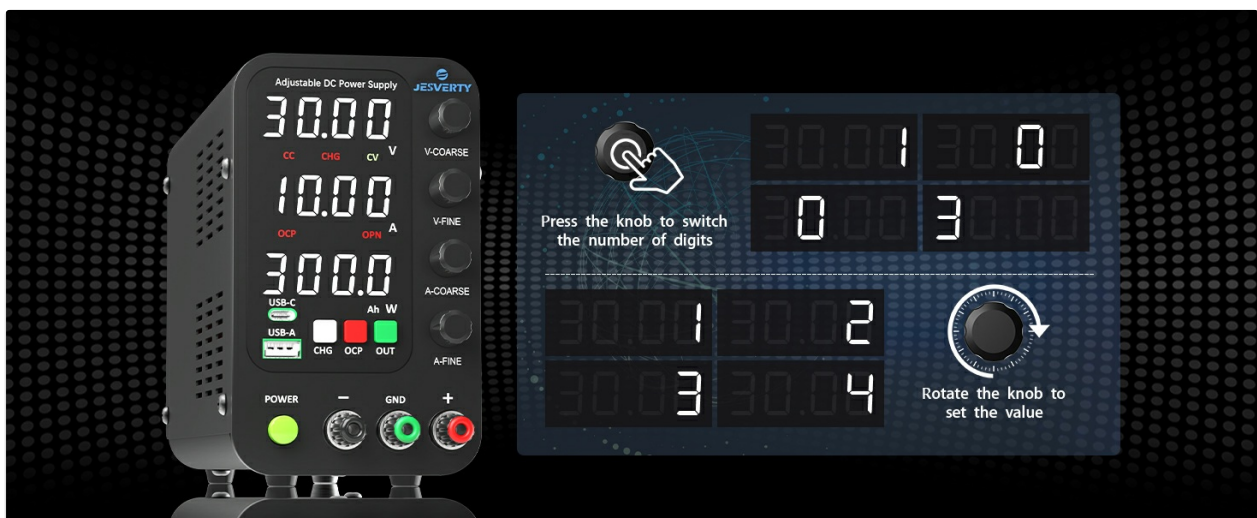 Adjustable DC Power Supply
JESVERTY
30.00
V
CC CHG CV
V-COARSE
10.00
A
OCP OPN
V-FINE
300.0
Ah W
A-COARSE
USB-C
USB-A
CHG OCP OUT
A-FINE
POWER
−
GND
+
Press the knob to switch
the number of digits
30.01
30.00
30.00
30.00
30.01
30.02
30.03
30.04
Rotate the knob to
set the value